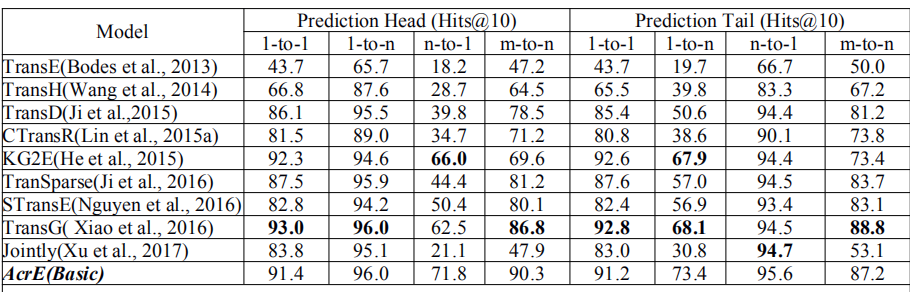 Model Prediction Head (Hits@10) Prediction Tail (Hits@10)
1-to-1 1-to-n n-to-1 m-to-n 1-to-1 1-to-n n-to-1 m-to-n
TransE(Bodes et al., 2013) 43.7 65.7 18.2 47.2 43.7 19.7 66.7 50.0
TransH(Wang et al., 2014) 66.8 87.6 28.7 64.5 65.5 39.8 83.3 67.2
TransD(Ji et al.,2015) 86.1 95.5 39.8 78.5 85.4 50.6 94.4 81.2
CTransR(Lin et al., 2015a) 81.5 89.0 34.7 71.2 80.8 38.6 90.1 73.8
KG2E(He et al., 2015) 92.3 94.6 66.0 69.6 92.6 67.9 94.4 73.4
TranSparse(Ji et al., 2016) 87.5 95.9 44.4 81.2 87.6 57.0 94.5 83.7
STransE(Nguyen et al., 2016) 82.8 94.2 50.4 80.1 82.4 56.9 93.4 83.1
TransG( Xiao et al., 2016) 93.0 96.0 62.5 86.8 92.8 68.1 94.5 88.8
Jointly(Xu et al., 2017) 83.8 95.1 21.1 47.9 83.0 30.8 94.7 53.1
AcrE(Basic) 91.4 96.0 71.8 90.3 91.2 73.4 95.6 87.2